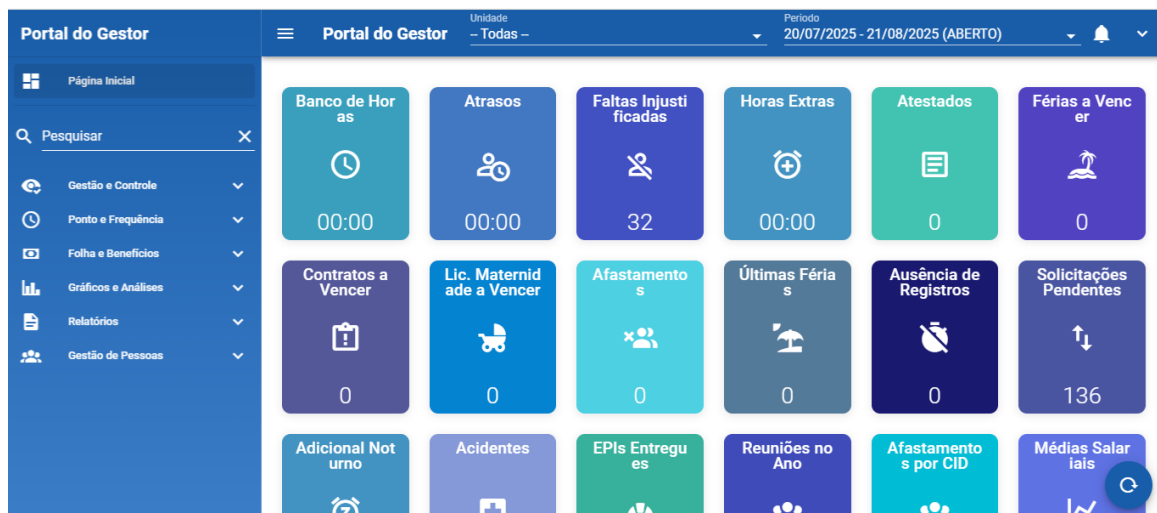 Portal do Gestor
Portal do Gestor
Unidade
-- Todas --
Periodo
20/07/2025 - 21/08/2025 (ABERTO)
Página Inicial
Pesquisar
Gestão e Controle
Ponto e Frequência
Folha e Benefícios
Gráficos e Análises
Relatórios
Gestão de Pessoas
Banco de Hor
as
00:00
Atrasos
00:00
Faltas Injusti
ficadas
32
Horas Extras
00:00
Atestados
0
Férias a Venc
er
0
Contratos a
Vencer
0
Lic. Maternid
ade a Vencer
0
Afastamento
s
0
Últimas Féria
s
0
Ausência de
Registros
0
Solicitações
Pendentes
136
Adicional Not
urno
Acidentes
EPIs Entregu
es
Reuniões no
Ano
Afastamento
s por CID
Médias Salar
iais